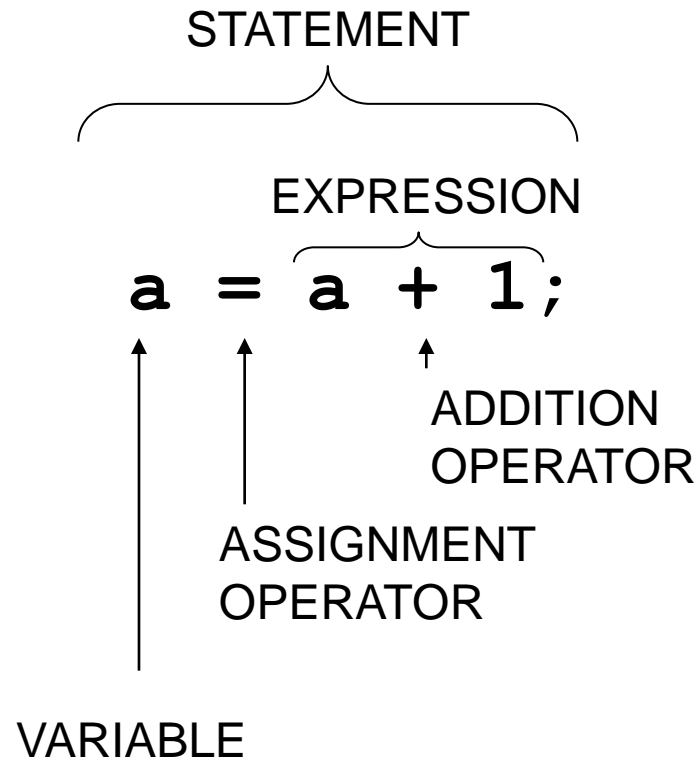 STATEMENT
EXPRESSION
a = a + 1;
ADDITION
OPERATOR
ASSIGNMENT
OPERATOR
VARIABLE